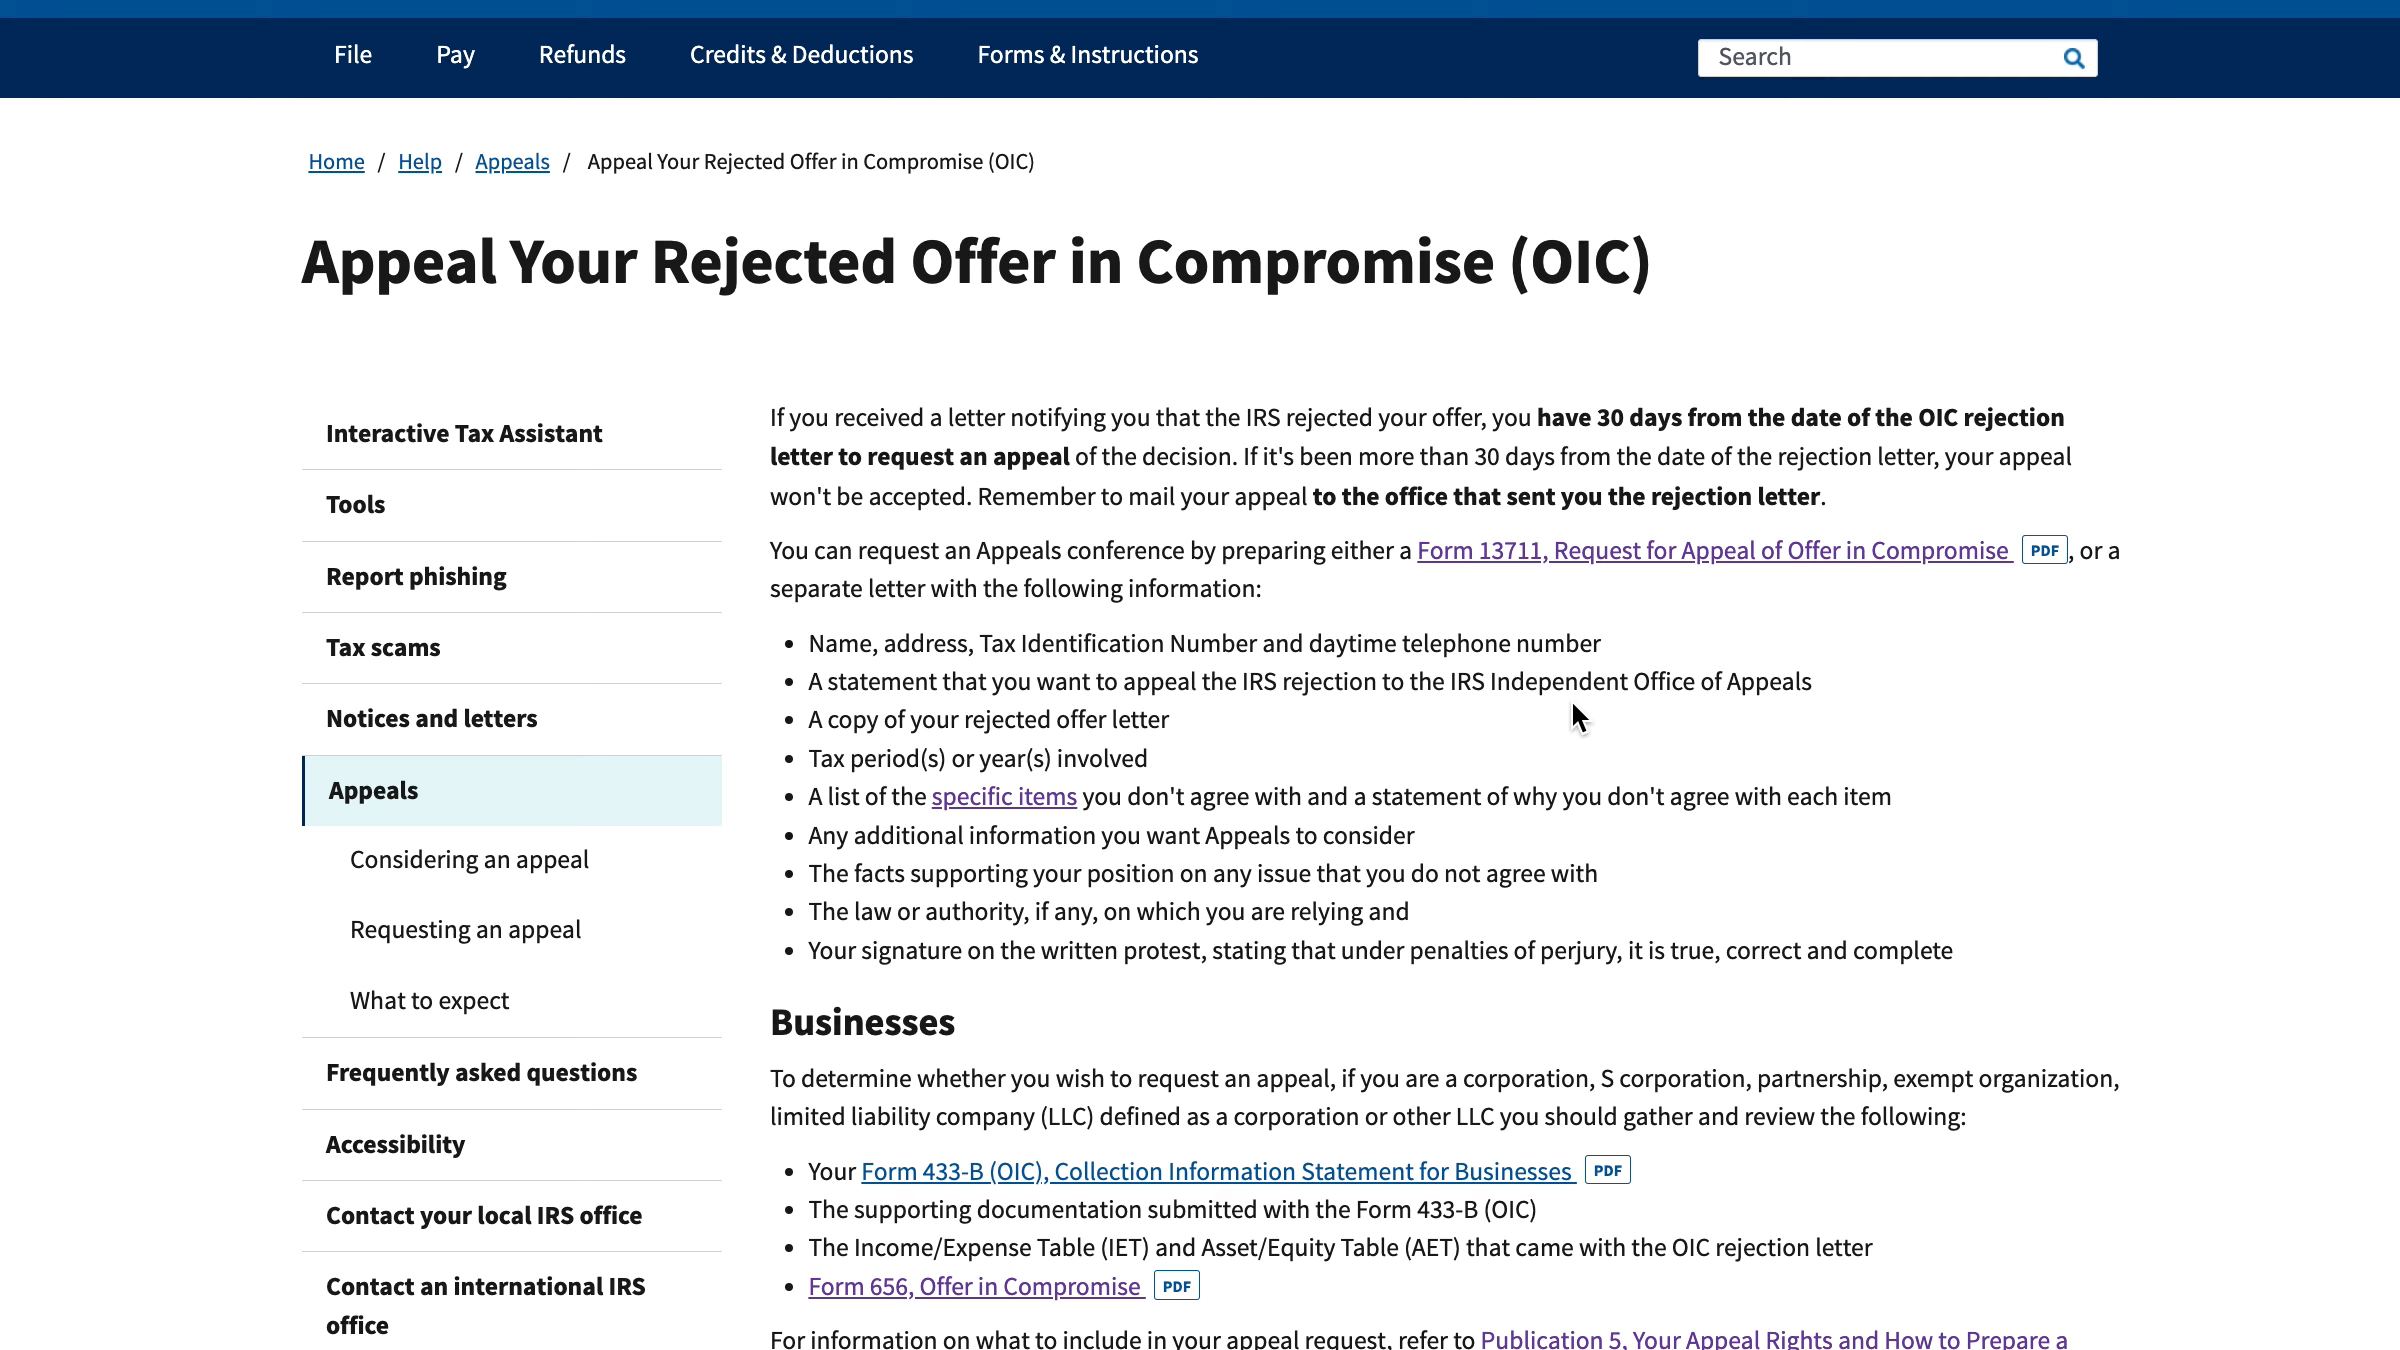 File Pay Refunds Credits & Deductions Forms & Instructions Search
Home / Help / Appeals / Appeal Your Rejected Offer in Compromise (OIC)
Appeal Your Rejected Offer in Compromise (OIC)
Interactive Tax Assistant
Tools
Report phishing
Tax scams
Notices and letters
Appeals
Considering an appeal
Requesting an appeal
What to expect
Frequently asked questions
Accessibility
Contact your local IRS office
Contact an international IRS
office
If you received a letter notifying you that the IRS rejected your offer, you have 30 days from the date of the OIC rejection
letter to request an appeal of the decision. If it's been more than 30 days from the date of the rejection letter, your appeal
won't be accepted. Remember to mail your appeal to the office that sent you the rejection letter.
You can request an Appeals conference by preparing either a Form 13711, Request for Appeal of Offer in Compromise PDF, or a
separate letter with the following information:
• Name, address, Tax Identification Number and daytime telephone number
• A statement that you want to appeal the IRS rejection to the IRS Independent Office of Appeals
• A copy of your rejected offer letter
• Tax period(s) or year(s) involved
• A list of the specific items you don't agree with and a statement of why you don't agree with each item
• Any additional information you want Appeals to consider
• The facts supporting your position on any issue that you do not agree with
• The law or authority, if any, on which you are relying and
• Your signature on the written protest, stating that under penalties of perjury, it is true, correct and complete
Businesses
To determine whether you wish to request an appeal, if you are a corporation, S corporation, partnership, exempt organization,
limited liability company (LLC) defined as a corporation or other LLC you should gather and review the following:
• Your Form 433-B (OIC), Collection Information Statement for Businesses PDF
• The supporting documentation submitted with the Form 433-B (OIC)
• The Income/Expense Table (IET) and Asset/Equity Table (AET) that came with the OIC rejection letter
• Form 656, Offer in Compromise PDF
For information on what to include in your appeal request, refer to Publication 5, Your Appeal Rights and How to Prepare a